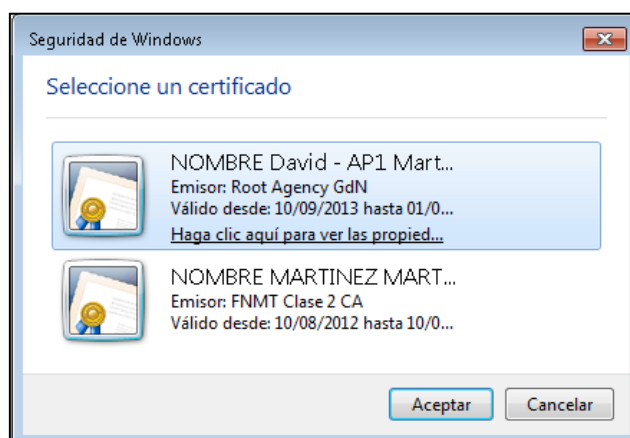 Seguridad de Windows
Seleccione un certificado
NOMBRE David - AP1 Mart...
Emisor: Root Agency GdN
Válido desde: 10/09/2013 hasta 01/0...
Haga clic aquí para ver las propied...
NOMBRE MARTINEZ MART...
Emisor: FNMT Clase 2 CA
Válido desde: 10/08/2012 hasta 10/0...
Aceptar Cancelar